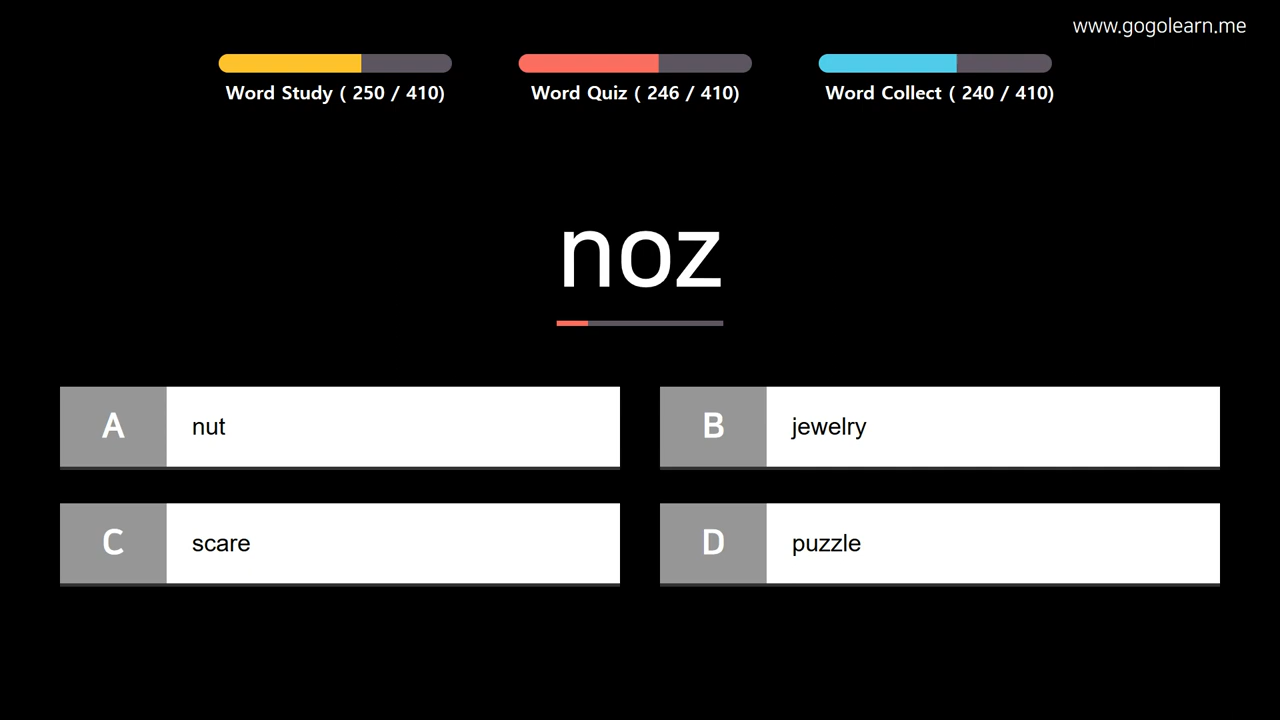 www.gogolearn.me
Word Study ( 250 / 410)
Word Quiz ( 246 / 410)
Word Collect ( 240 / 410)
noz
A nut
B jewelry
C scare
D puzzle